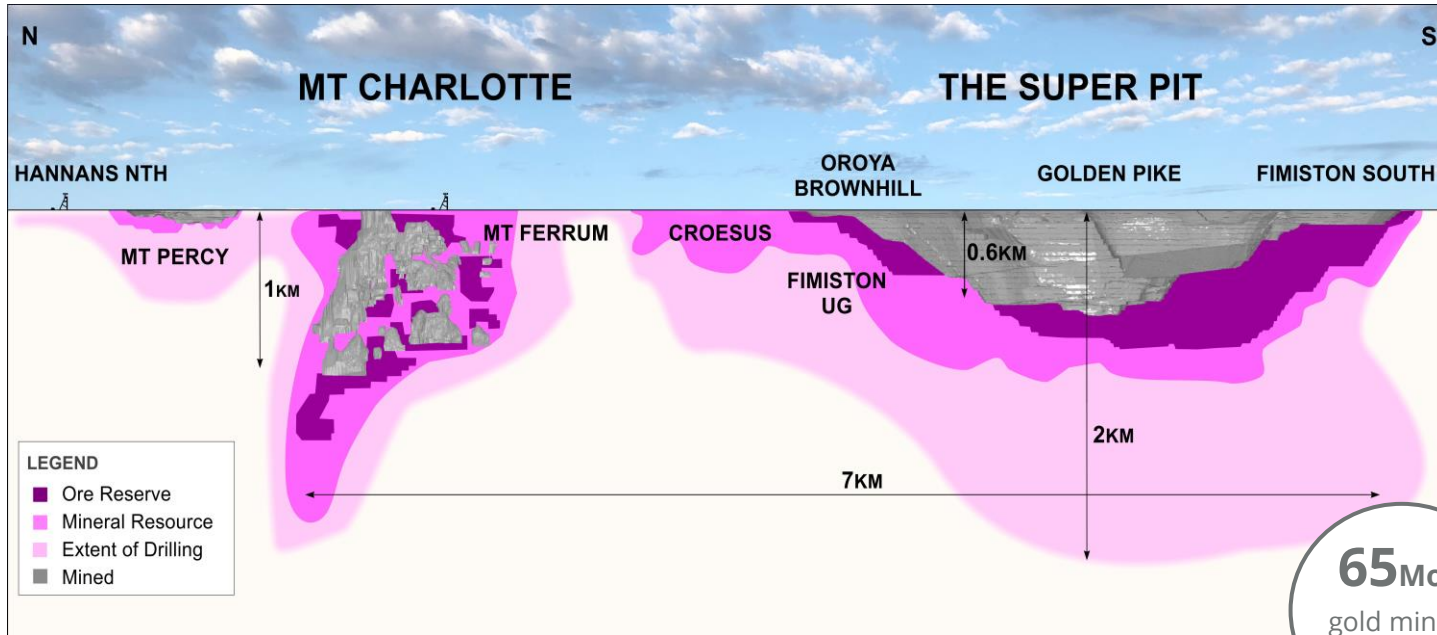 N
S
MT CHARLOTTE
THE SUPER PIT
HANNANS NTH
OROYA
BROWNHILL
GOLDEN PIKE
FIMISTON SOUTH
MT PERCY
MT FERRUM
CROESUS
FIMISTON
UG
1KM
0.6KM
2KM
7KM
LEGEND
Ore Reserve
Mineral Resource
Extent of Drilling
Mined
65
gold